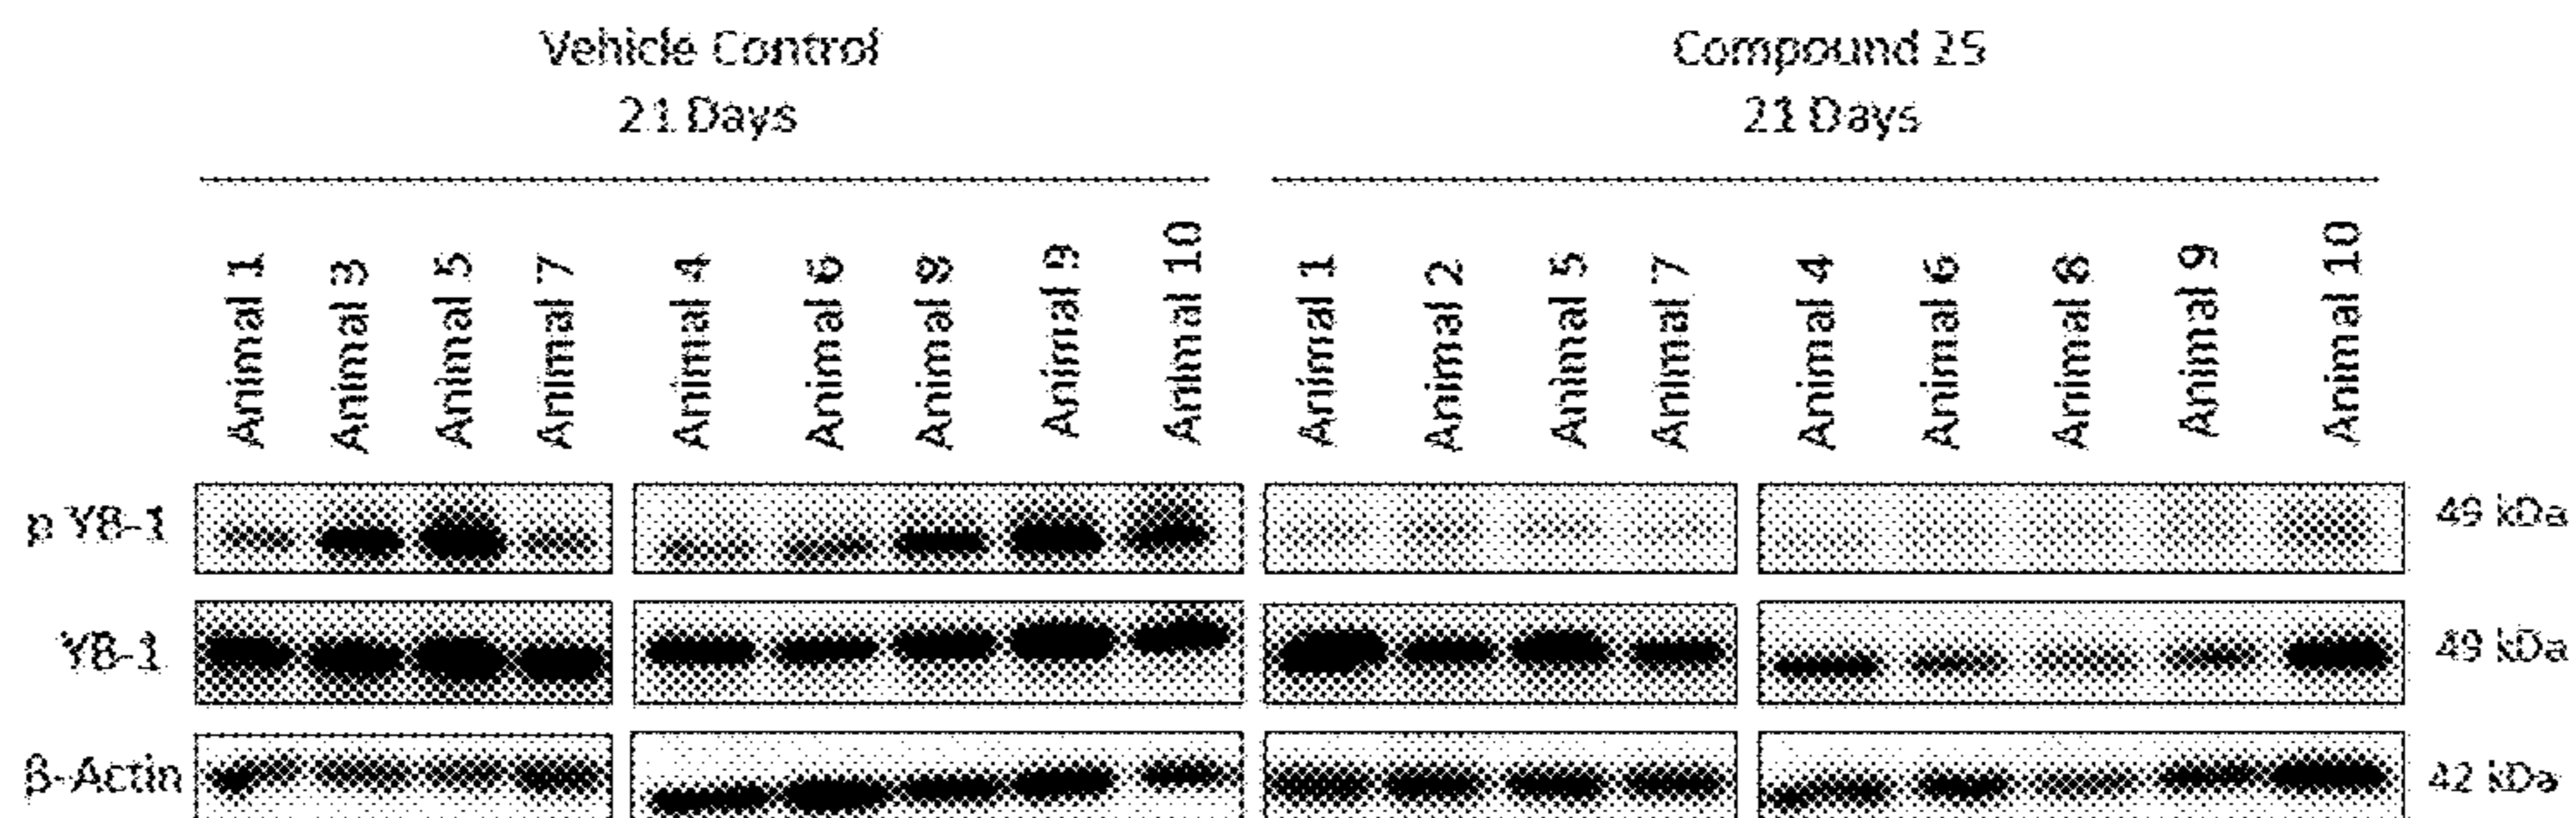 Vehicle Control
21 Days
Compound 25
21 Days
Animal 1
Animal 3
Animal 5
Animal 7
Animal 4
Animal 6
Animal 8
Animal 9
Animal 10
Animal 1
Animal 2
Animal 5
Animal 7
Animal 4
Animal 6
Animal 8
Animal 9
Animal 10
p YB-1
49 kDa
YB-1
49 kDa
β-Actin
42 kDa